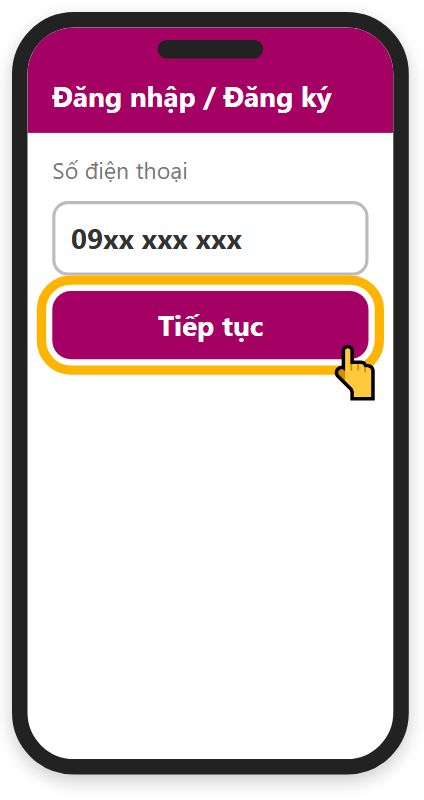 Đăng nhập / Đăng ký
Số điện thoại
09xx xxx xxx
Tiếp tục